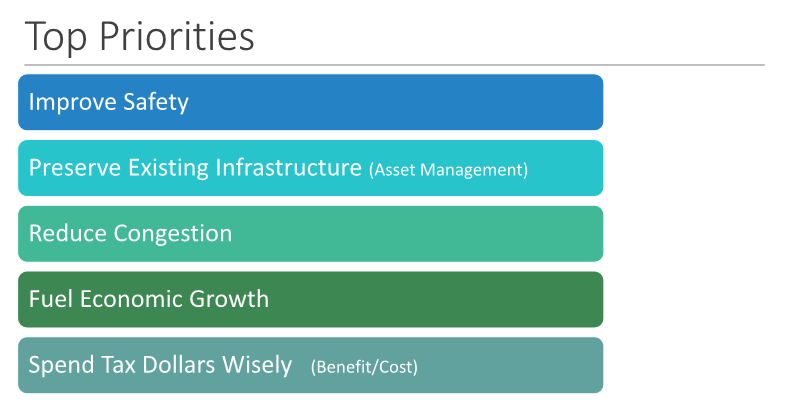 Top Priorities
Improve Safety
Preserve Existing Infrastructure (Asset Management)
Reduce Congestion
Fuel Economic Growth
Spend Tax Dollars Wisely (Benefit/Cost)